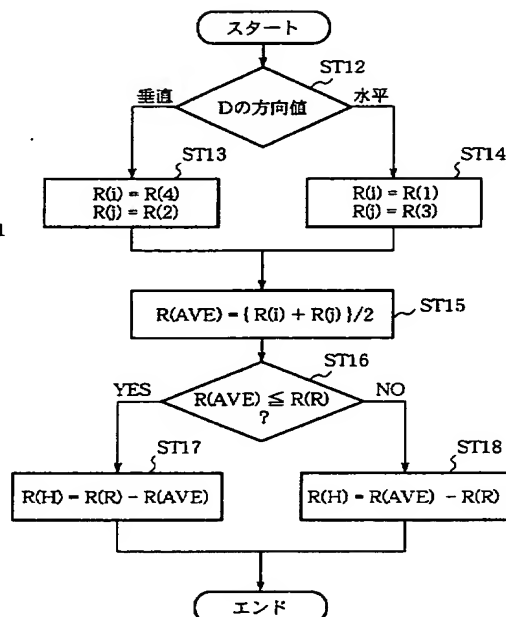 スタート
ST12
Dの方向値
垂直
水平
ST13
R(i) = R(4)
R(j) = R(2)
ST14
R(i) = R(1)
R(j) = R(3)
1
ST15
R(AVE) = { R(i) + R(j) }/2
ST16
R(AVE) ≦ R(R)
?
YES
NO
ST17
R(H) = R(R) - R(AVE)
ST18
R(H) = R(AVE) - R(R)
エンド